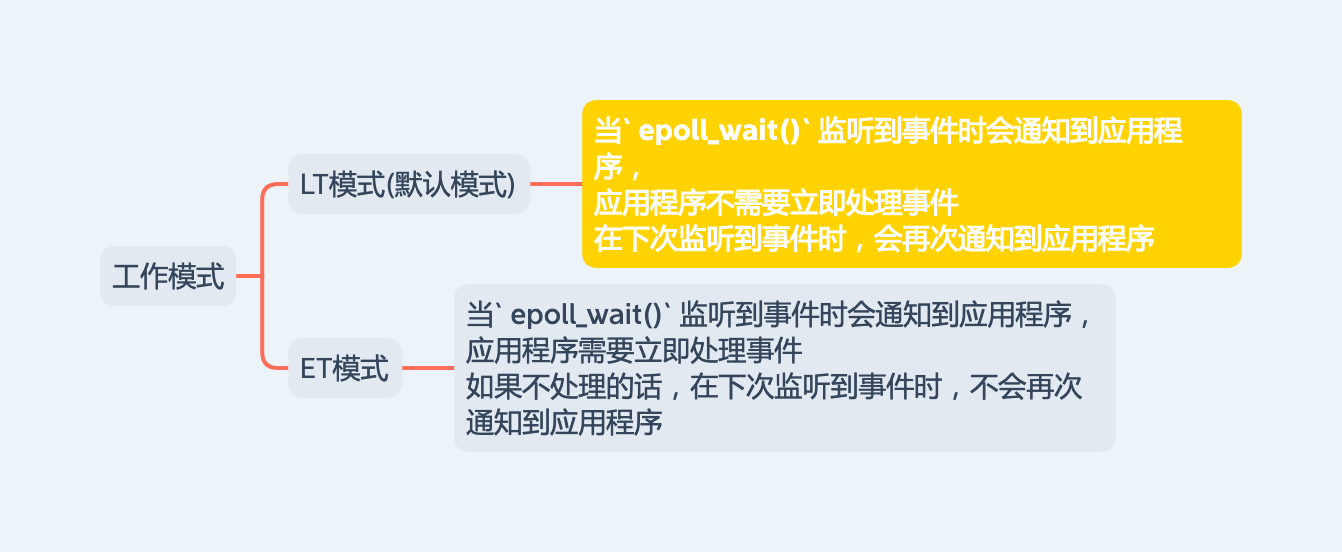 工作模式
LT模式(默认模式)
当` epoll_wait()` 监听到事件时会通知到应用程
序，
应用程序不需要立即处理事件
在下次监听到事件时，会再次通知到应用程序
ET模式
当` epoll_wait()` 监听到事件时会通知到应用程序，
应用程序需要立即处理事件
如果不处理的话，在下次监听到事件时，不会再次
通知到应用程序